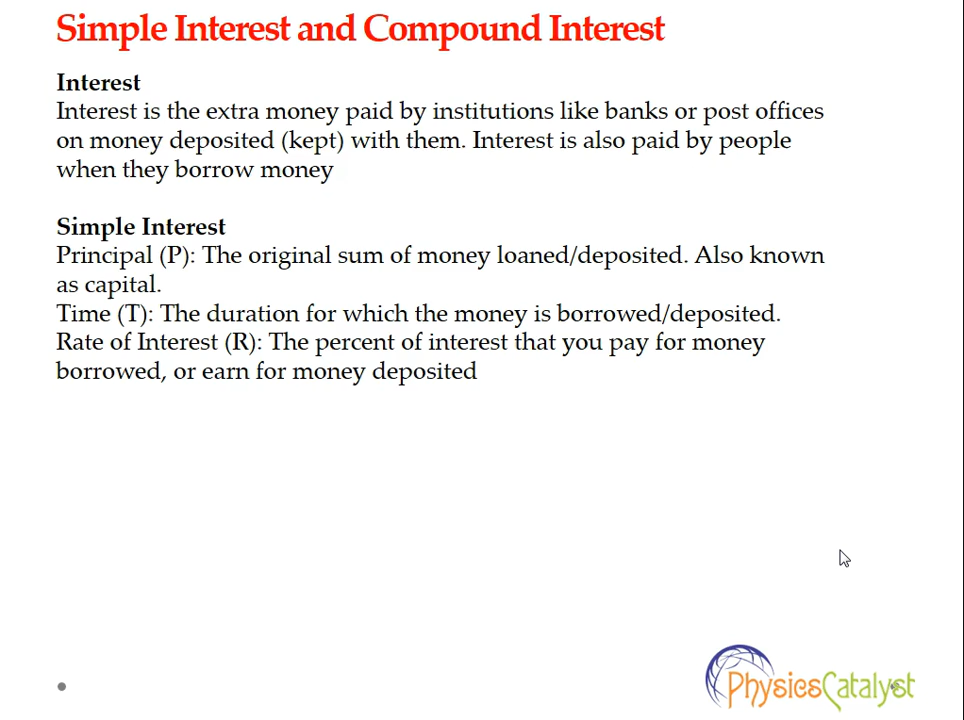 Simple Interest and Compound Interest
Interest
Interest is the extra money paid by institutions like banks or post offices
on money deposited (kept) with them. Interest is also paid by people
when they borrow money
Simple Interest
Principal (P): The original sum of money loaned/deposited. Also known
as capital.
Time (T): The duration for which the money is borrowed/deposited.
Rate of Interest (R): The percent of interest that you pay for money
borrowed, or earn for money deposited
PhysicsCatalyst